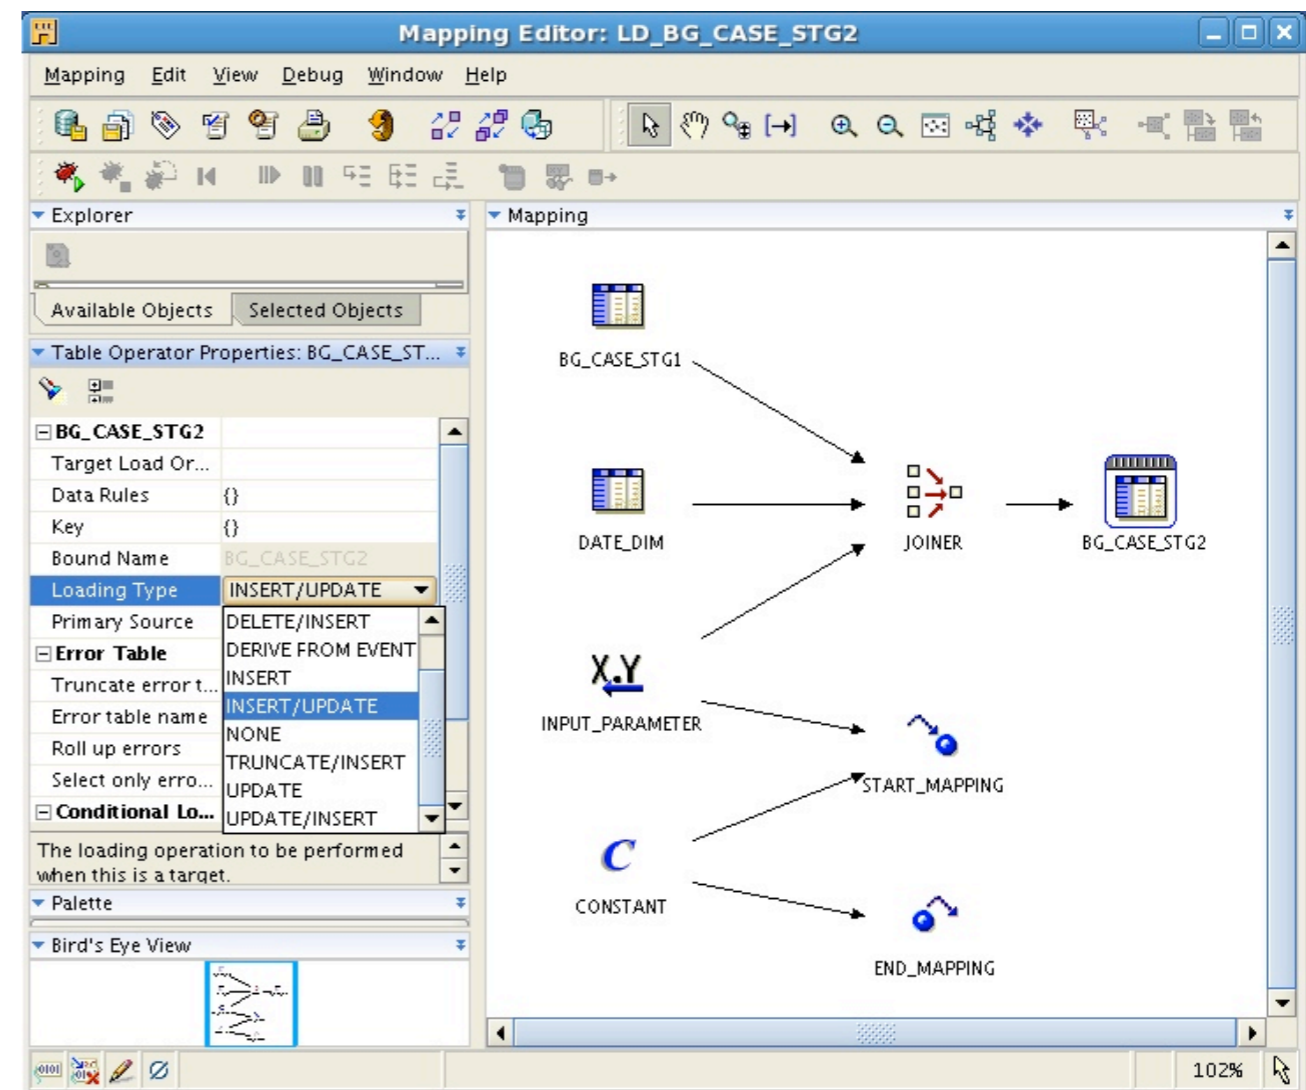 Mapping Editor: LD_BG_CASE_STG2
Mapping Edit View Debug Window Help
Explorer
Available Objects Selected Objects
Table Operator Properties: BG_CASE_ST...
BG_CASE_STG2
Target Load Or...
Data Rules {}
Key {}
Bound Name BG_CASE_STG2
Loading Type INSERT/UPDATE
Primary Source
DELETE/INSERT
DERIVE FROM EVENT
INSERT
INSERT/UPDATE
NONE
TRUNCATE/INSERT
UPDATE
UPDATE/INSERT
Error Table
Truncate error t...
Error table name
Roll up errors
Select only erro...
Conditional Lo...
The loading operation to be performed
when this is a target.
Palette
Bird's Eye View
Mapping
BG_CASE_STG1
DATE_DIM
JOINER
BG_CASE_STG2
X.Y
INPUT_PARAMETER
START_MAPPING
C
CONSTANT
END_MAPPING
102%